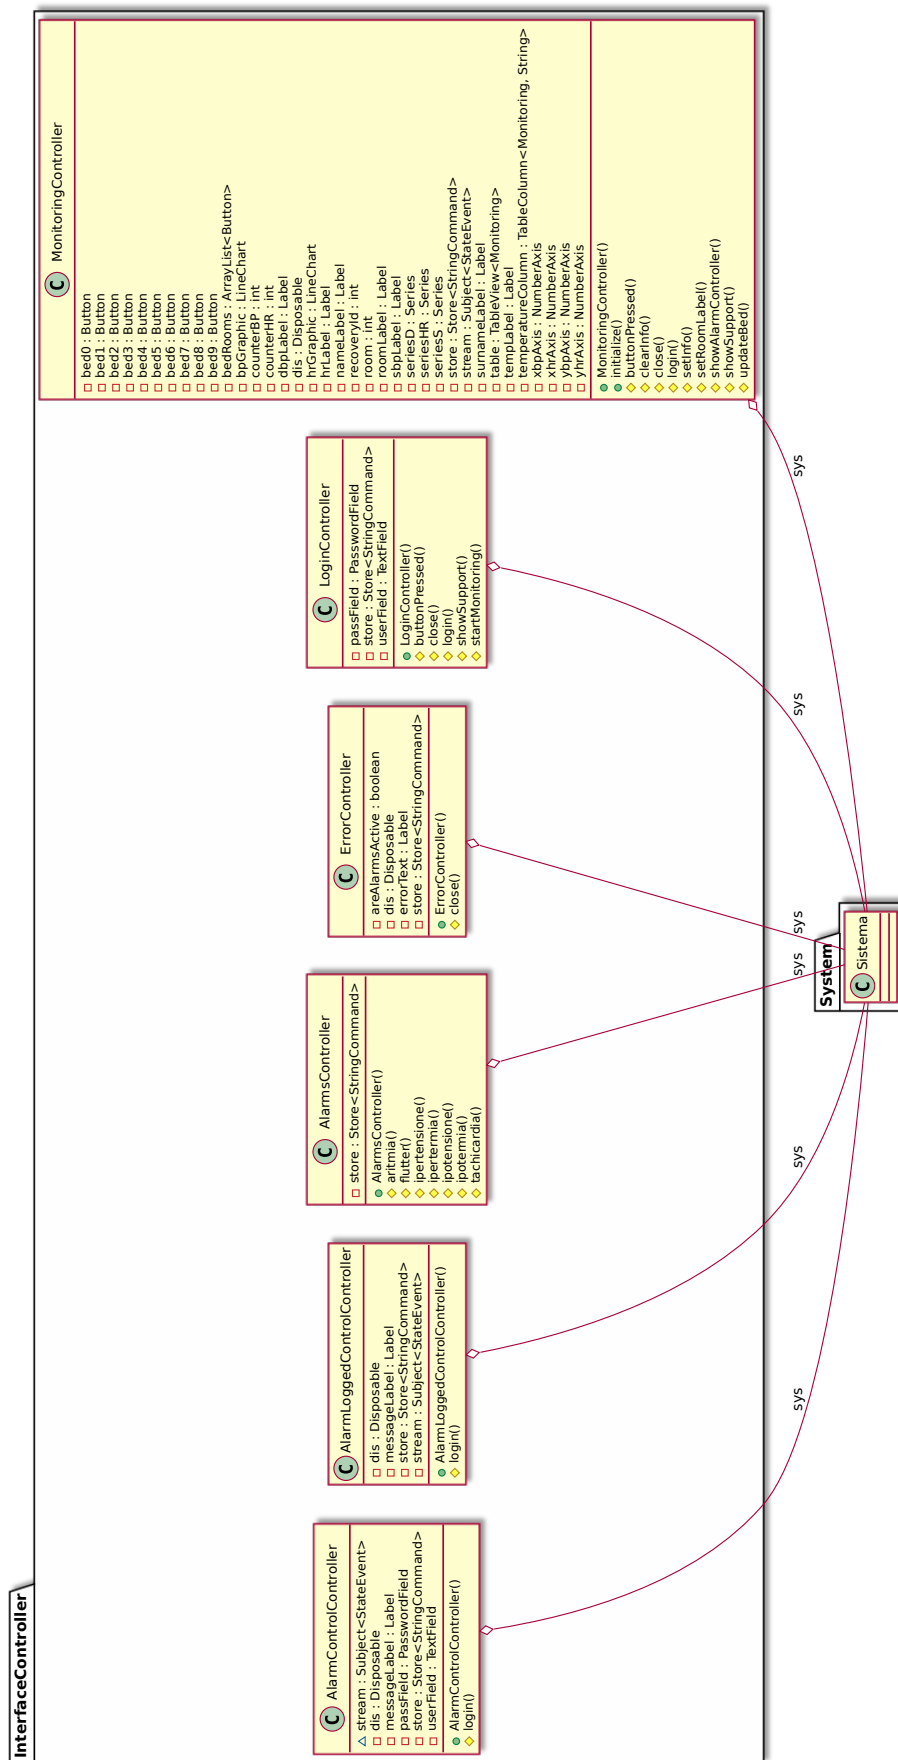 InterfaceController
AlarmControlController
stream : Subject<StateEvent>
dis : Disposable
messageLabel : Label
passField : PasswordField
store : Store<StringCommand>
userField : TextField
AlarmControlController()
login()
AlarmLoggedControlController
dis : Disposable
messageLabel : Label
store : Store<StringCommand>
stream : Subject<StateEvent>
AlarmLoggedControlController()
login()
AlarmsController
store : Store<StringCommand>
AlarmsController()
aritmia()
flutter()
ipertensione()
ipertermia()
ipotensione()
ipotermia()
tachicardia()
ErrorController
areAlarmsActive : boolean
dis : Disposable
errorText : Label
store : Store<StringCommand>
ErrorController()
close()
LoginController
passField : PasswordField
store : Store<StringCommand>
userField : TextField
LoginController()
buttonPressed()
close()
login()
showSupport()
startMonitoring()
MonitoringController
bed0 : Button
bed1 : Button
bed2 : Button
bed3 : Button
bed4 : Button
bed5 : Button
bed6 : Button
bed7 : Button
bed8 : Button
bed9 : Button
bedRooms : ArrayList<Button>
bpGraphic : LineChart
counterBP : int
counterHR : int
dbpLabel : Label
dis : Disposable
hrGraphic : LineChart
hrLabel : Label
nameLabel : Label
recoveryId : int
room : int
roomLabel : Label
sbpLabel : Label
seriesD : Series
seriesHR : Series
seriesS : Series
store : Store<StringCommand>
stream : Subject<StateEvent>
surnameLabel : Label
table : TableView<Monitoring>
tempLabel : Label
temperatureColumn : TableColumn<Monitoring, String>
xbpAxis : NumberAxis
xhrAxis : NumberAxis
ybpAxis : NumberAxis
yhrAxis : NumberAxis
MonitoringController()
initialize()
buttonPressed()
clearInfo()
close()
login()
setInfo()
setRoomLabel()
showAlarmController()
showSupport()
updateBed()
sys
sys
sys
sys
sys
sys
System
Sistema
C
C
C
C
C
C
C